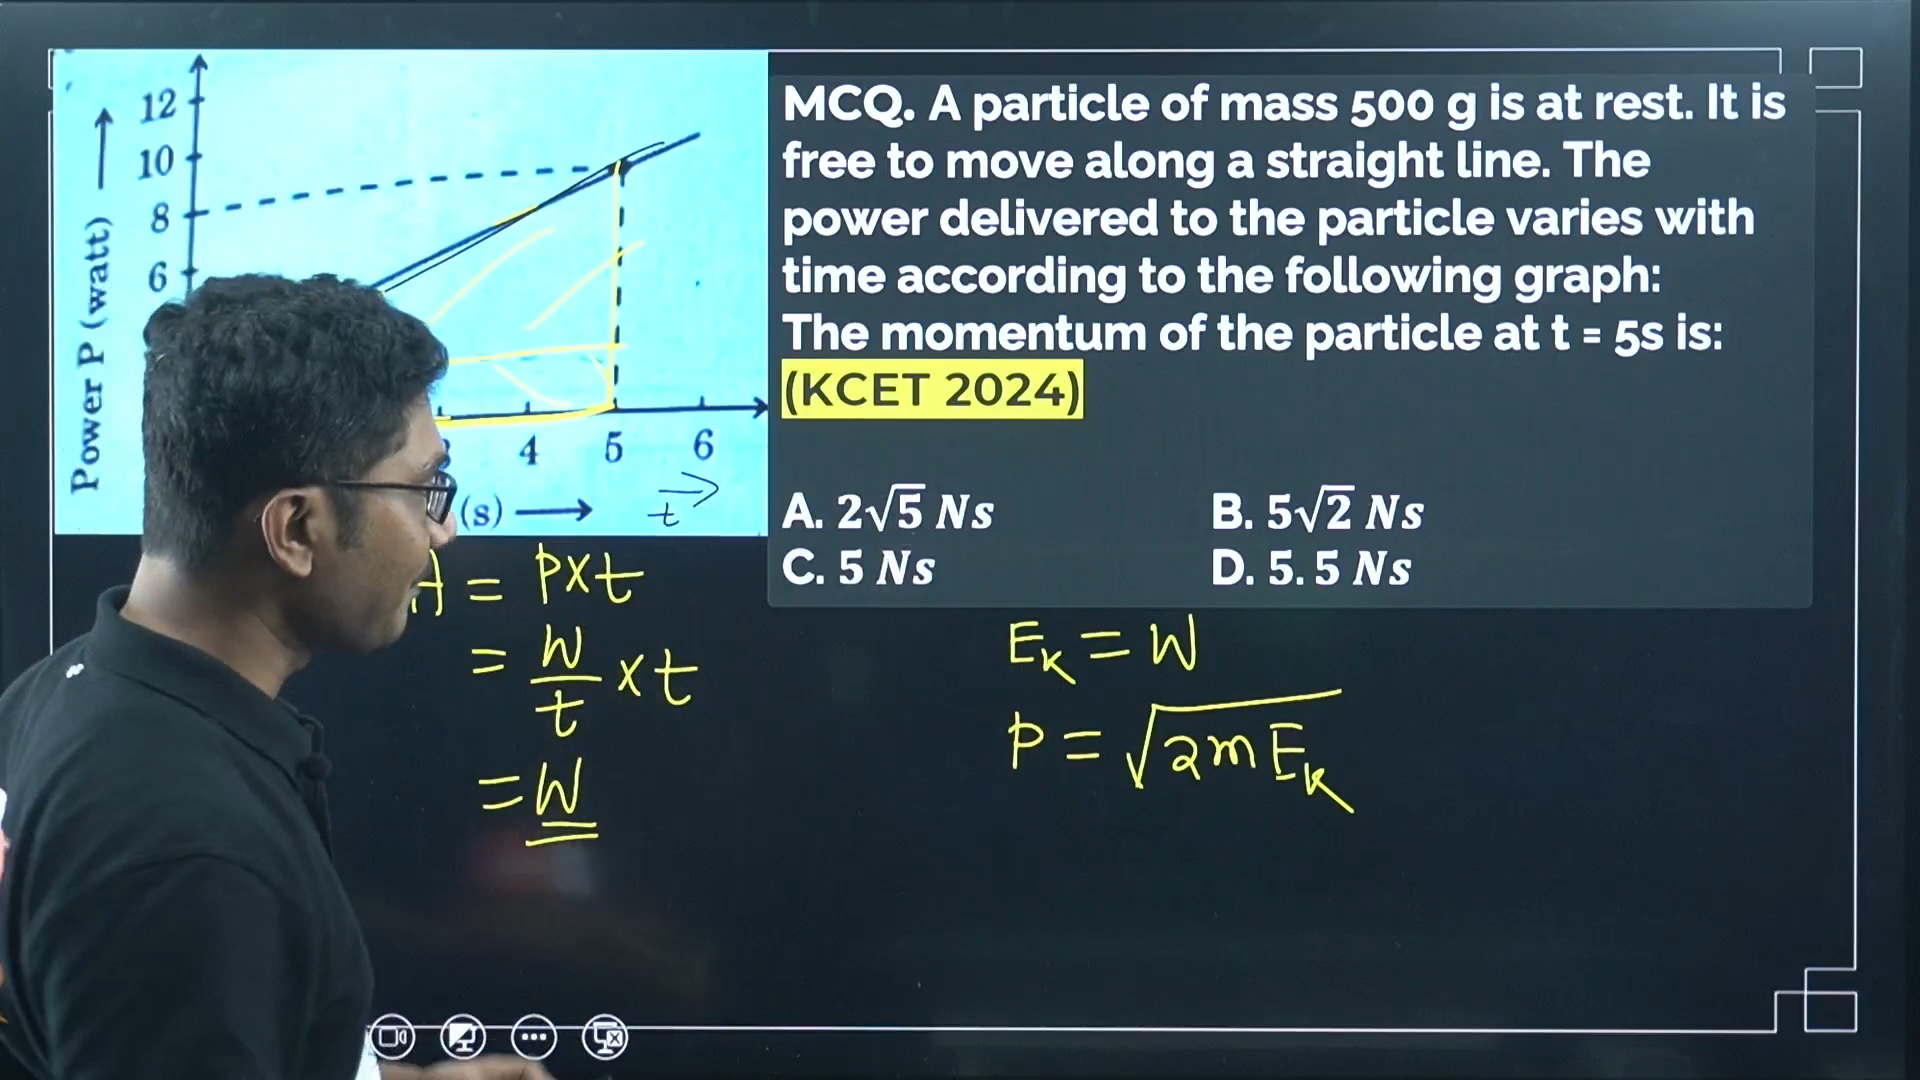 12
10
8
6
Power P (watt)
4
5
6
(s)
t
MCQ. A particle of mass 500 g is at rest. It is
free to move along a straight line. The
power delivered to the particle varies with
time according to the following graph:
The momentum of the particle at t = 5s is:
(KCET 2024)
A. 2√5 Ns
B. 5√2 Ns
C. 5 Ns
D. 5.5 Ns
A = P×t
= W/t × t
= W
E_K = W
P = √2mE_K